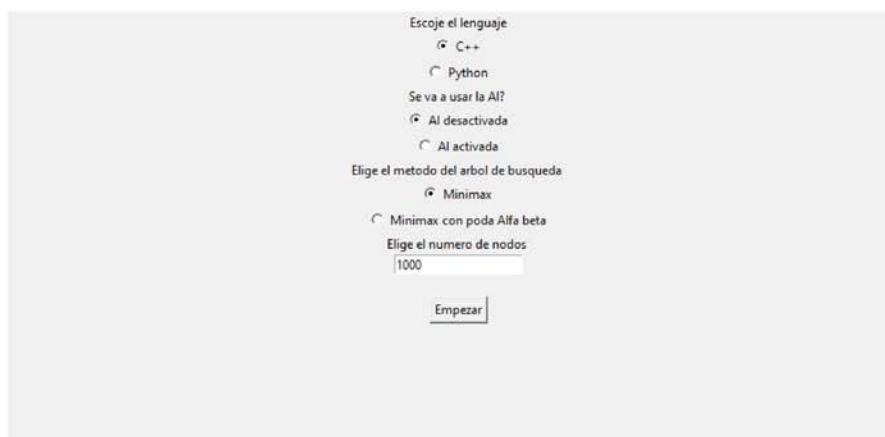 Escoje el lenguaje
C++
Python
Se va a usar la AI?
AI desactivada
AI activada
Elige el metodo del arbol de busqueda
Minimax
Minimax con poda Alfa beta
Elige el numero de nodos
1000
Empezar